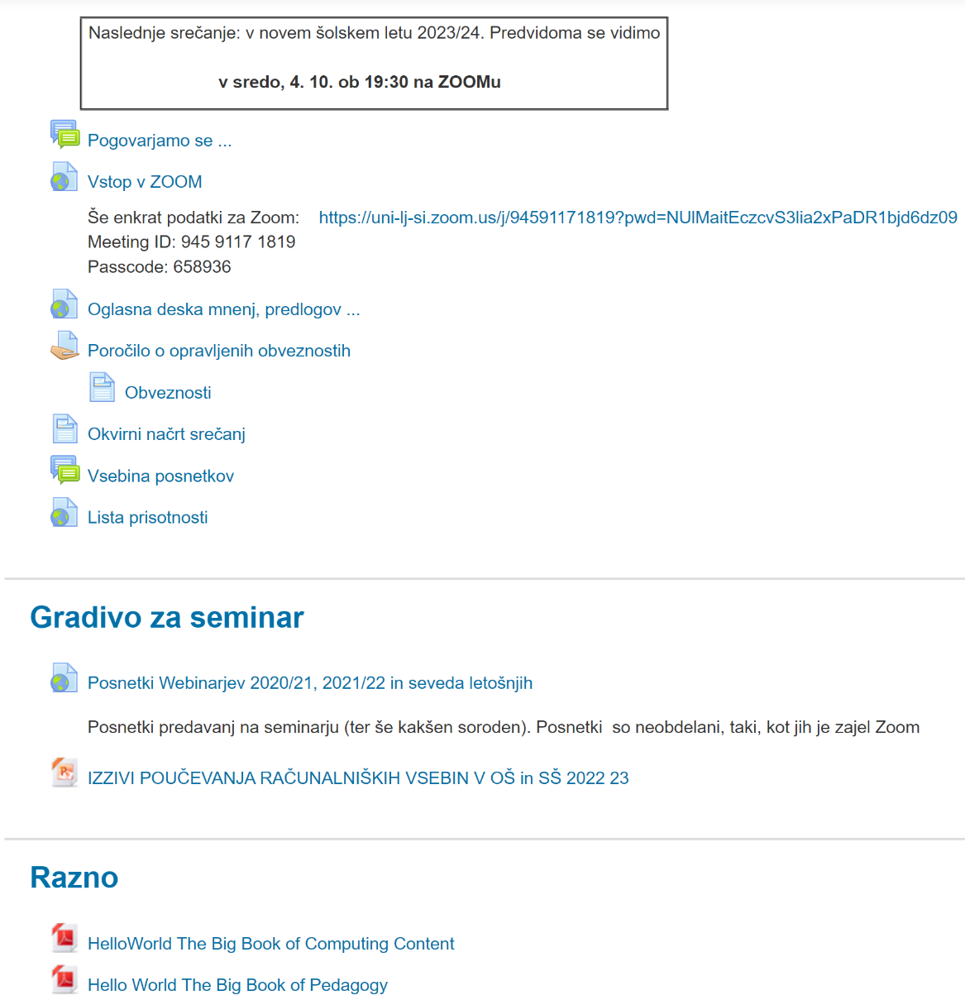 Naslednje srečanje: v novem šolskem letu 2023/24. Predvidoma se vidimo
v sredo, 4. 10. ob 19:30 na ZOOMu
Pogovarjamo se ...
Vstop v ZOOM
Še enkrat podatki za Zoom: https://uni-lj-si.zoom.us/j/94591171819?pwd=NUlMaitEczcvS3lia2xPaDR1bjd6dz09
Meeting ID: 945 9117 1819
Passcode: 658936
Oglasna deska mnenj, predlogov ...
Poročilo o opravljenih obveznostih
Obveznosti
Okvirni načrt srečanj
Vsebina posnetkov
Lista prisotnosti
Gradivo za seminar
Posnetki Webinarjev 2020/21, 2021/22 in seveda letošnjih
Posnetki predavanj na seminarju (ter še kakšen soroden). Posnetki so neobdelani, taki, kot jih je zajel Zoom
IZZIVI POUČEVANJA RAČUNALNIŠKIH VSEBIN V OŠ in SŠ 2022 23
Razno
HelloWorld The Big Book of Computing Content
Hello World The Big Book of Pedagogy